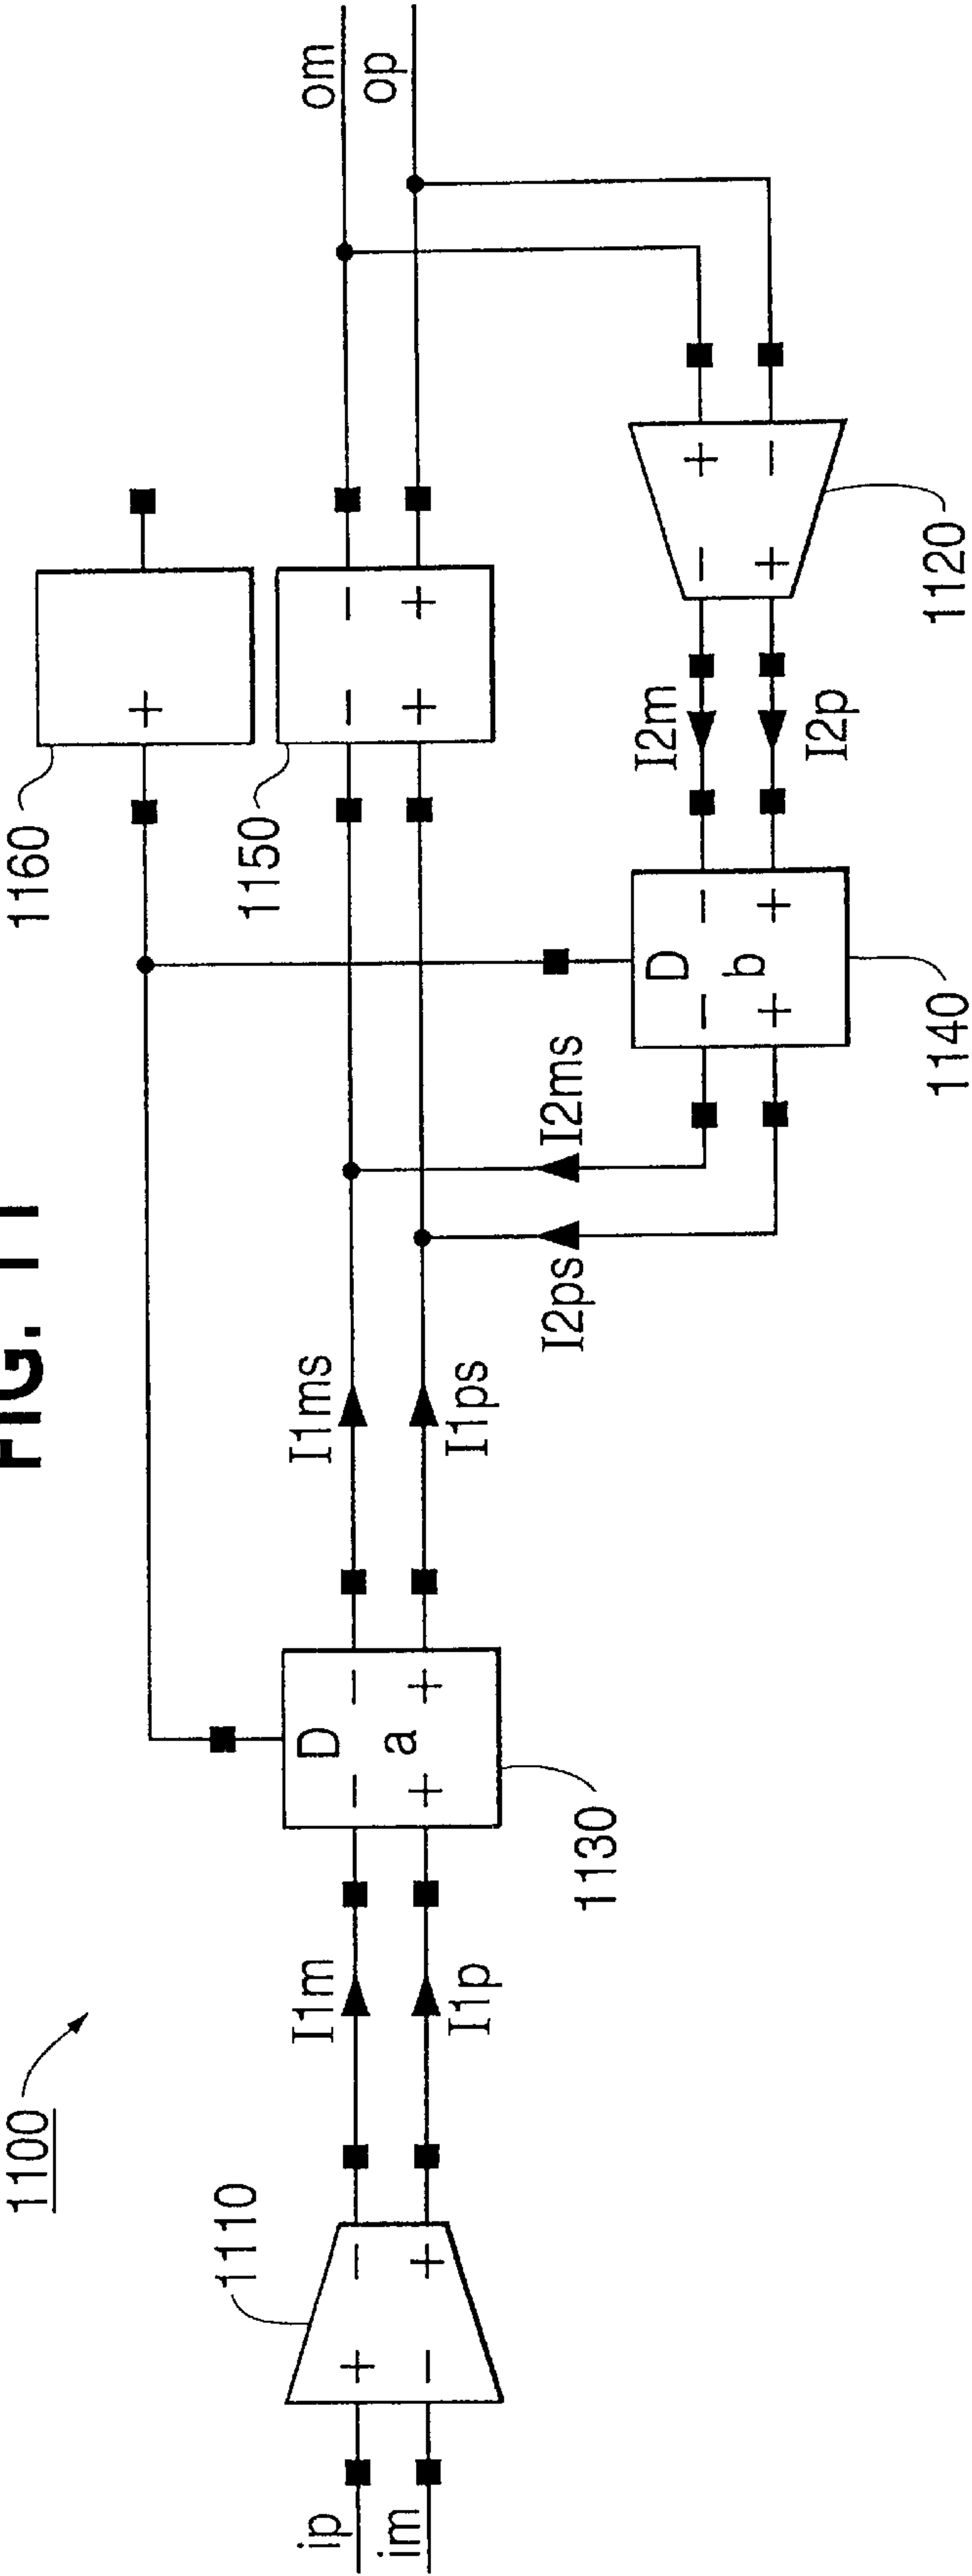 FIG. 11
1100
1160
+
1150
− −
+ +
om
op
ip
im
+ −
− +
1110
I1m
I1p
D
− −
a
+ +
1130
I1ms
I1ps
I2ms
I2ps
D
− −
b
+ +
1140
I2m
I2p
− +
+ −
1120